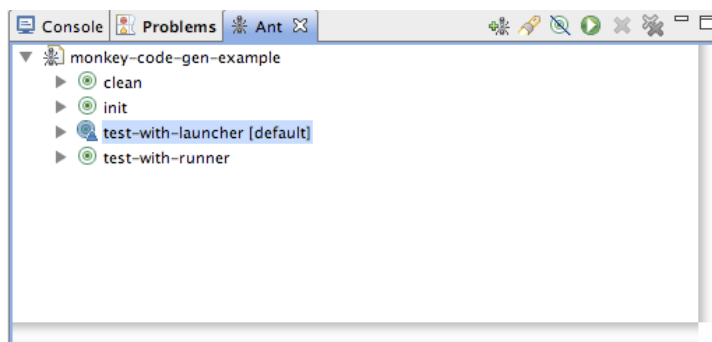 Console Problems Ant
monkey-code-gen-example
clean
init
test-with-launcher [default]
test-with-runner